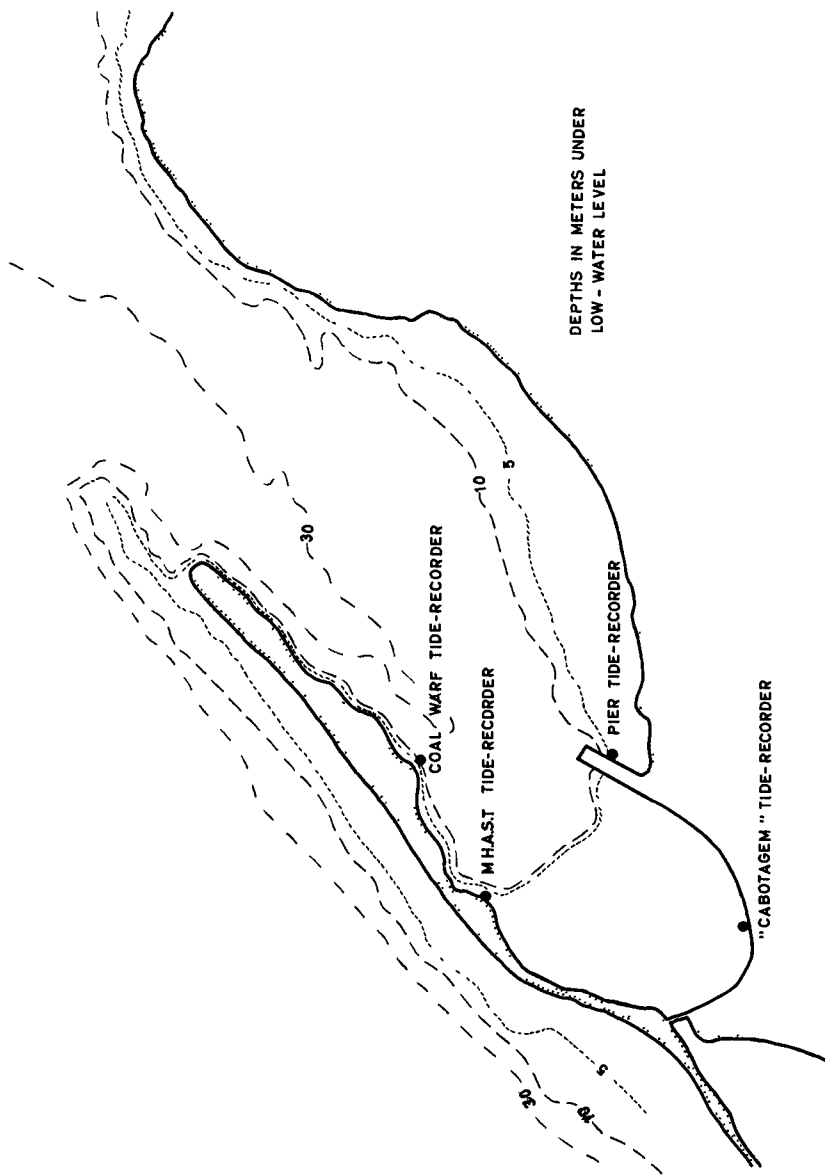 DEPTHS IN METERS UNDER
LOW-WATER LEVEL
30
10
5
COAL WARF TIDE-RECORDER
M.H.A.S.T TIDE-RECORDER
PIER TIDE-RECORDER
"CABOTAGEM" TIDE-RECORDER
5
10
30